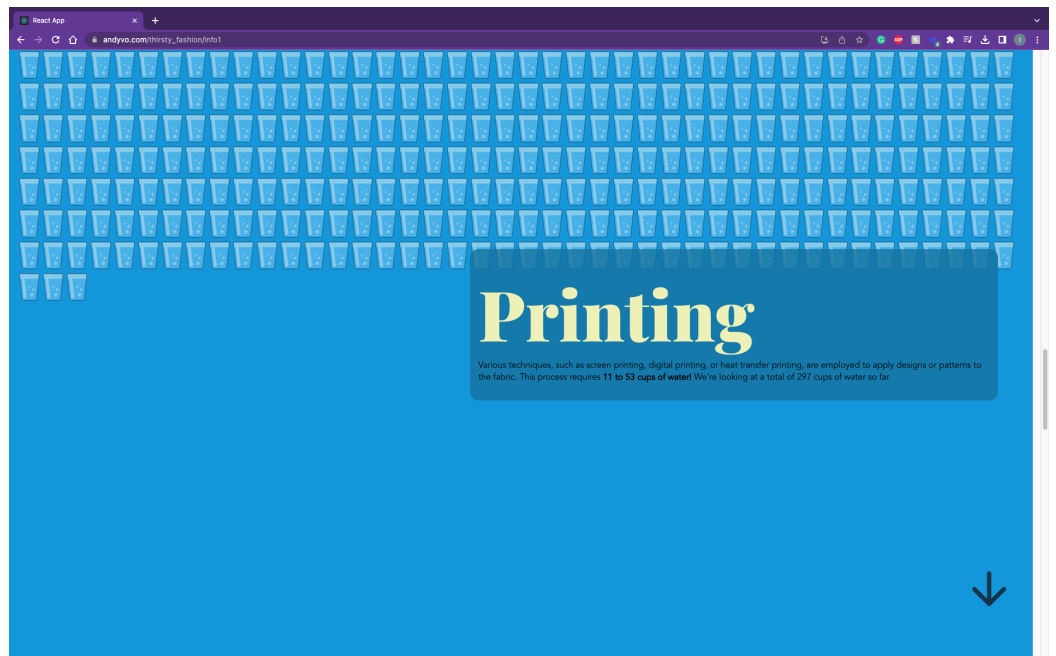 React App
andyvo.com/thirsty_fashion/info1
ABP
Printing
Various techniques, such as screen printing, digital printing, or heat transfer printing, are employed to apply designs or patterns to
the fabric. This process requires 11 to 53 cups of water! We're looking at a total of 297 cups of water so far.